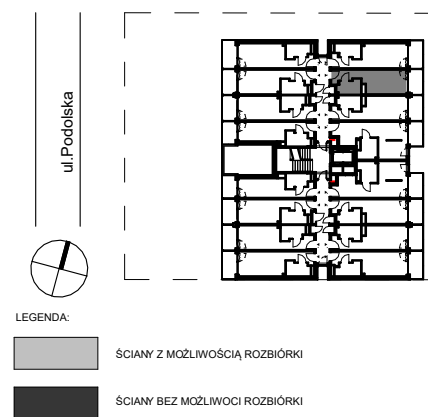 ul.Podolska
LEGENDA:
ŚCIANY Z MOŻLIWOŚCIĄ ROZBIÓRKI
ŚCIANY BEZ MOŻLIWOCI ROZBIÓRKI